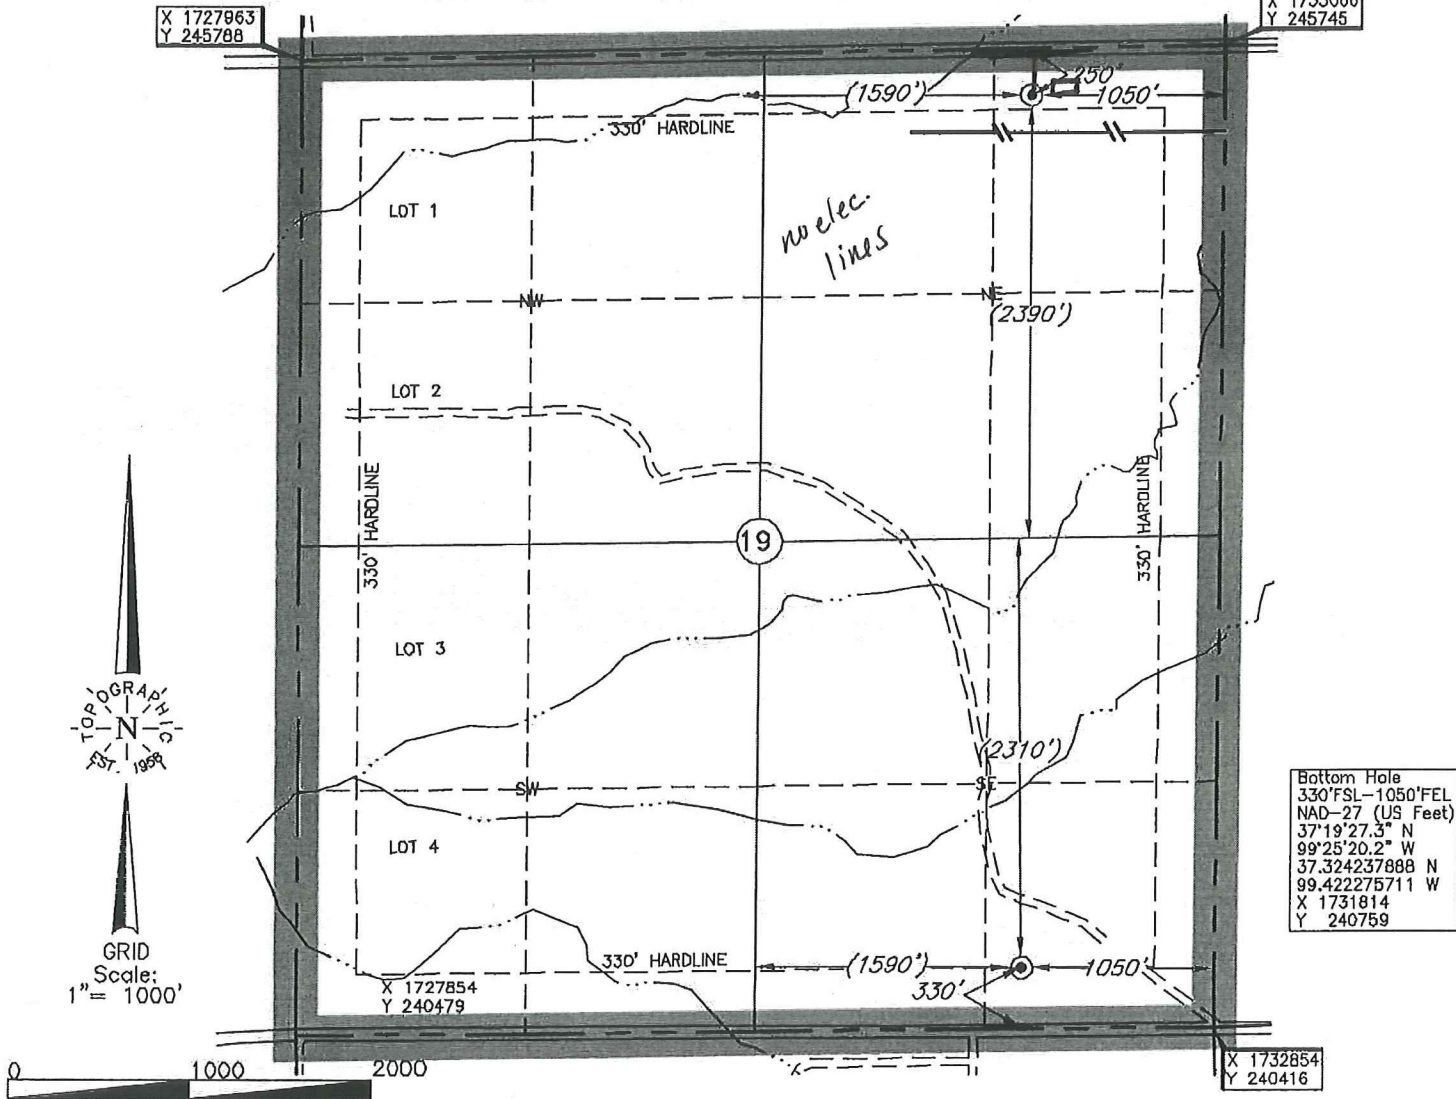 X 1727963
Y 245788
Y 245745
250'
(1590')
1050'
330' HARDLINE
LOT 1
no elec.
lines
NW
NE
(2390')
LOT 2
330' HARDLINE
330' HARDLINE
19
LOT 3
TOPOGRAPHIC
N
EST. 1958
(2310')
SW
SE
Bottom Hole
330'FSL-1050'FEL
NAD-27 (US Feet)
37°19'27.3" N
99°25'20.2" W
37.324237888 N
99.422275711 W
X 1731814
Y 240759
LOT 4
GRID
Scale:
1"= 1000'
330' HARDLINE
(1590')
1050'
X 1727854
Y 240479
330'
0 1000 2000
X 1732854
Y 240416